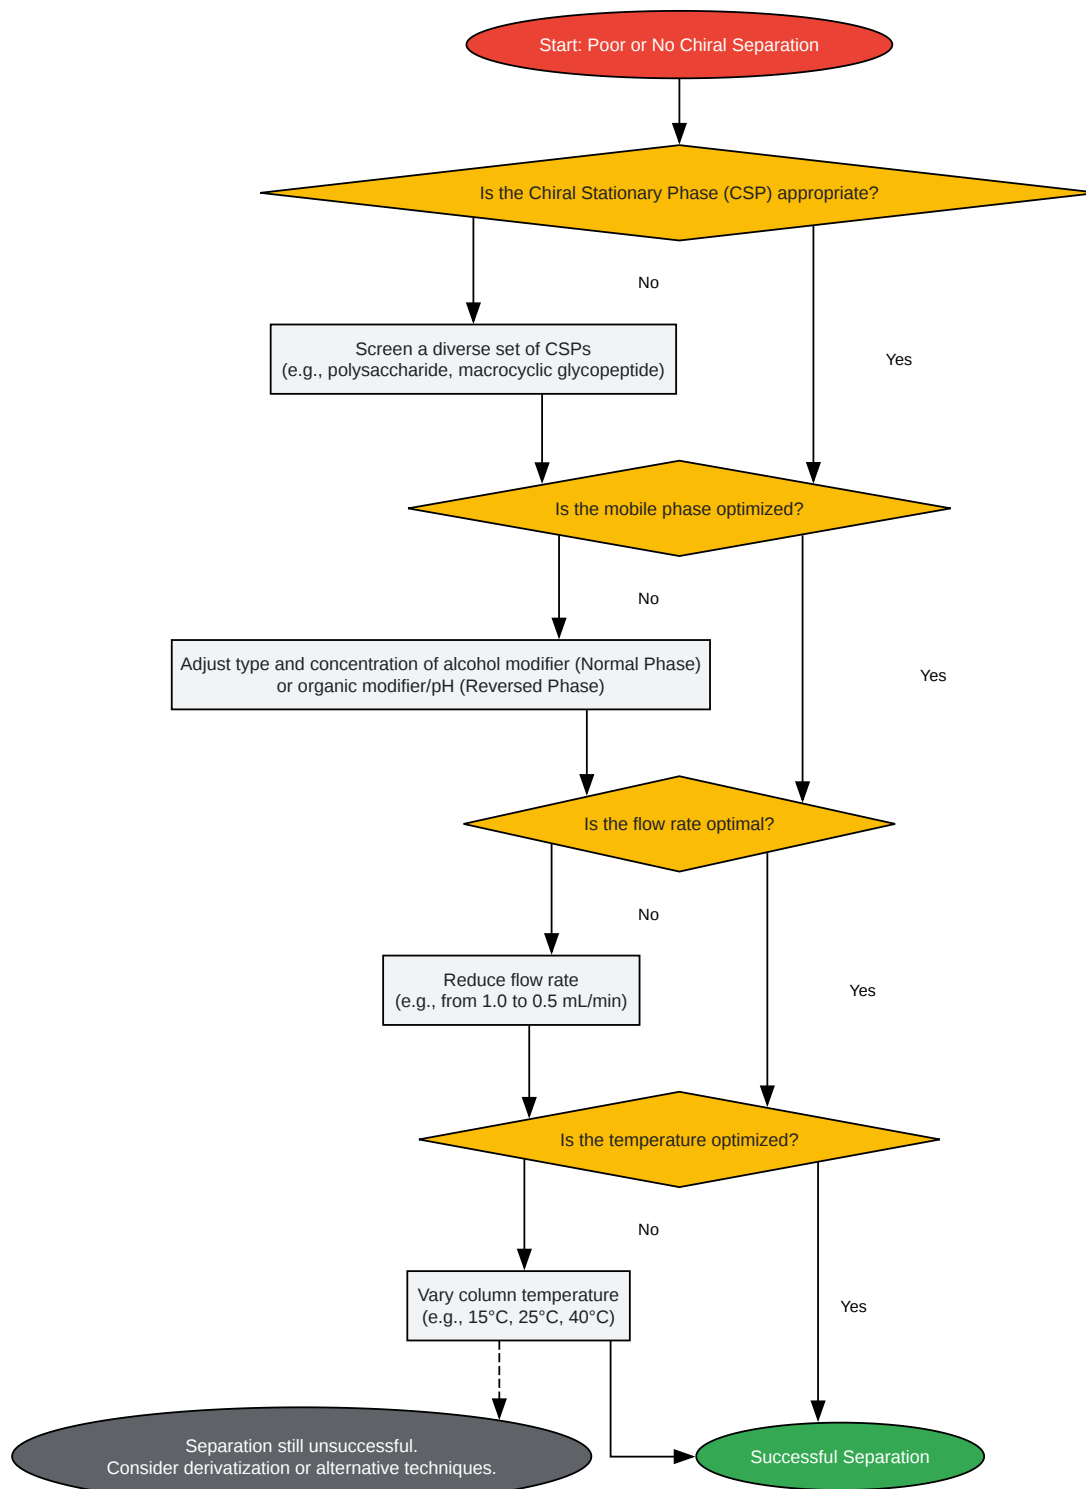 Start: Poor or No Chiral Separation
Is the Chiral Stationary Phase (CSP) appropriate?
No
Screen a diverse set of CSPs
(e.g., polysaccharide, macrocyclic glycopeptide)
Yes
Is the mobile phase optimized?
No
Adjust type and concentration of alcohol modifier (Normal Phase)
or organic modifier/pH (Reversed Phase)
Yes
Is the flow rate optimal?
No
Reduce flow rate
(e.g., from 1.0 to 0.5 mL/min)
Yes
Is the temperature optimized?
No
Vary column temperature
(e.g., 15°C, 25°C, 40°C)
Yes
Separation still unsuccessful.
Consider derivatization or alternative techniques.
Successful Separation